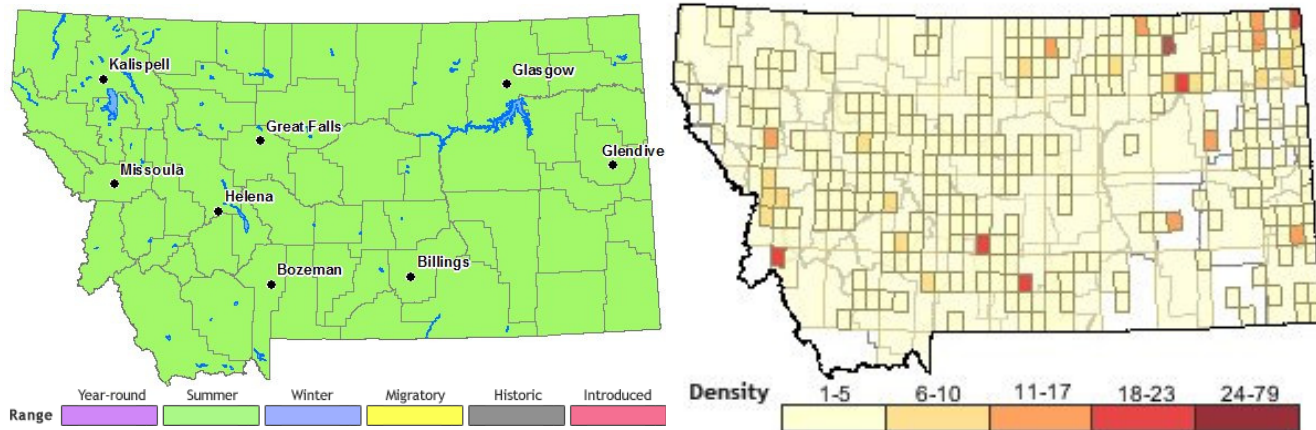 Kalispell
Glasgow
Great Falls
Glendive
Missoula
Helena
Bozeman
Billings
Year-round Summer Winter Migratory Historic Introduced
Range
Density 1-5 6-10 11-17 18-23 24-79